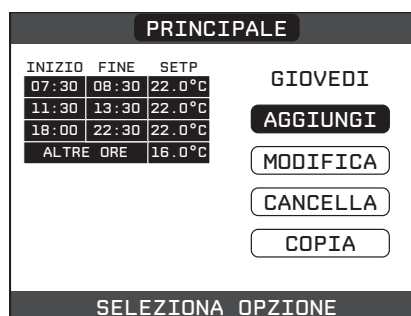 PRINCIPALE
INIZIO FINE SETP
07:30 08:30 22.0°C
11:30 13:30 22.0°C
18:00 22:30 22.0°C
ALTRE ORE 16.0°C
GIOVEDI
AGGIUNGI
MODIFICA
CANCELLA
COPIA
SELEZIONA OPZIONE